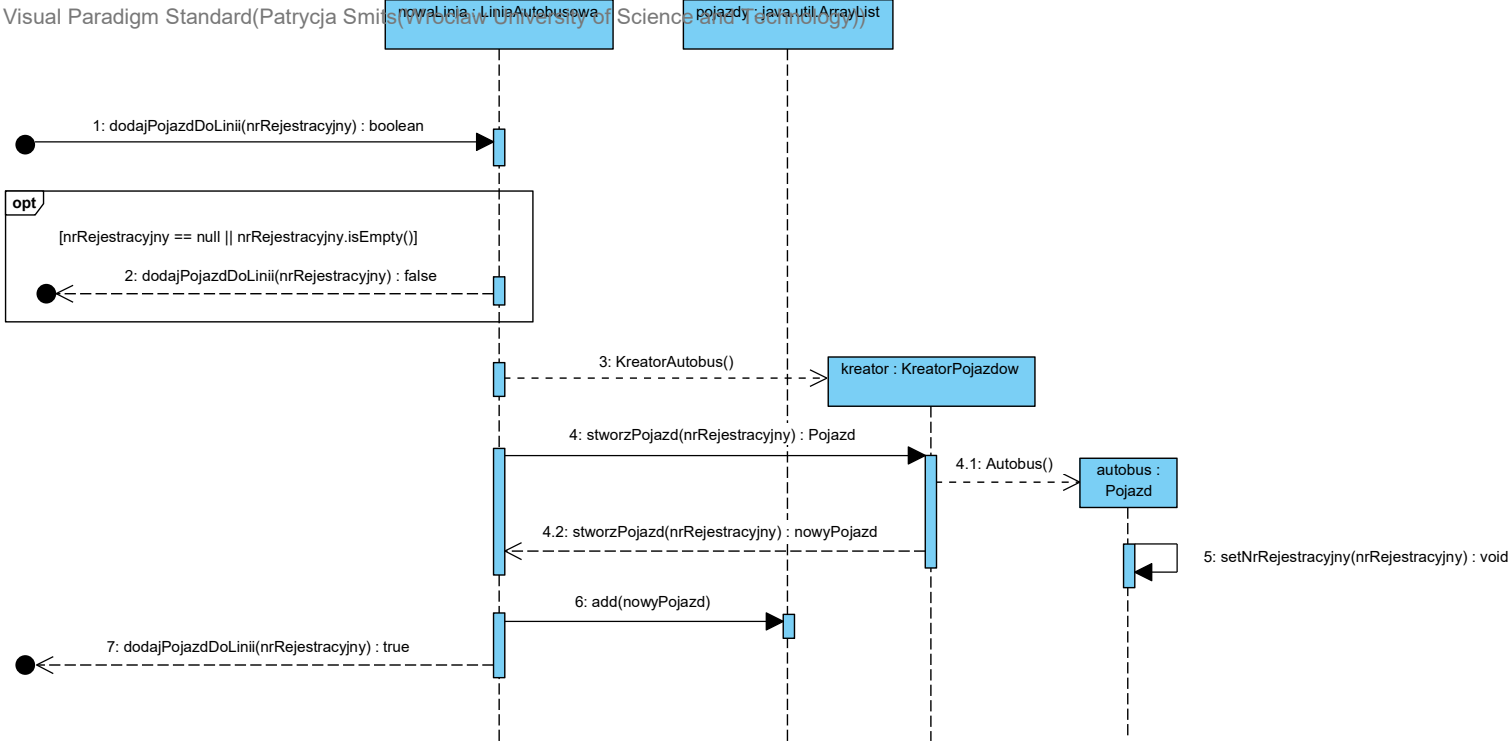 Visual Paradigm Standard(Patrycja Smits(Wroclaw University of Science and Technology))
nowaLinia : LiniaAutobusowa
pojazdy : java.util.ArrayList
1: dodajPojazdDoLinii(nrRejestracyjny) : boolean
opt
[nrRejestracyjny == null || nrRejestracyjny.isEmpty()]
2: dodajPojazdDoLinii(nrRejestracyjny) : false
3: KreatorAutobus()
kreator : KreatorPojazdow
4: stworzPojazd(nrRejestracyjny) : Pojazd
4.1: Autobus()
autobus :
Pojazd
4.2: stworzPojazd(nrRejestracyjny) : nowyPojazd
5: setNrRejestracyjny(nrRejestracyjny) : void
6: add(nowyPojazd)
7: dodajPojazdDoLinii(nrRejestracyjny) : true